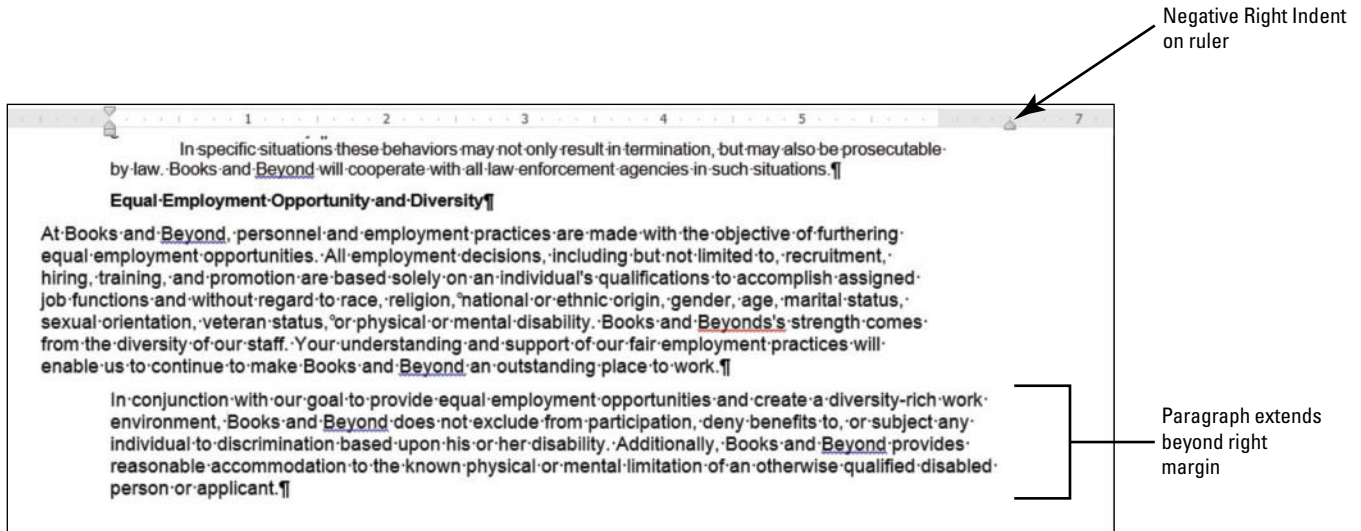 Negative Right Indent
on ruler
1 2 3 4 5 7
In·specific·situations·these·behaviors·may·not·only·result·in·termination,·but·may·also·be·prosecutable·
by·law.·Books·and·Beyond·will·cooperate·with·all·law·enforcement·agencies·in·such·situations.¶
Equal·Employment·Opportunity·and·Diversity¶
At·Books·and·Beyond,·personnel·and·employment·practices·are·made·with·the·objective·of·furthering·
equal·employment·opportunities.·All·employment·decisions,·including·but·not·limited·to,·recruitment,·
hiring,·training,·and·promotion·are·based·solely·on·an·individual's·qualifications·to·accomplish·assigned·
job·functions·and·without·regard·to·race,·religion,°national·or·ethnic·origin,·gender,·age,·marital·status,·
sexual·orientation,·veteran·status,°or·physical·or·mental·disability.·Books·and·Beyonds's·strength·comes·
from·the·diversity·of·our·staff.·Your·understanding·and·support·of·our·fair·employment·practices·will·
enable·us·to·continue·to·make·Books·and·Beyond·an·outstanding·place·to·work.¶
In·conjunction·with·our·goal·to·provide·equal·employment·opportunities·and·create·a·diversity-rich·work·
environment,·Books·and·Beyond·does·not·exclude·from·participation,·deny·benefits·to,·or·subject·any·
individual·to·discrimination·based·upon·his·or·her·disability.·Additionally,·Books·and·Beyond·provides·
reasonable·accommodation·to·the·known·physical·or·mental·limitation·of·an·otherwise·qualified·disabled·
person·or·applicant.¶
Paragraph extends
beyond right
margin